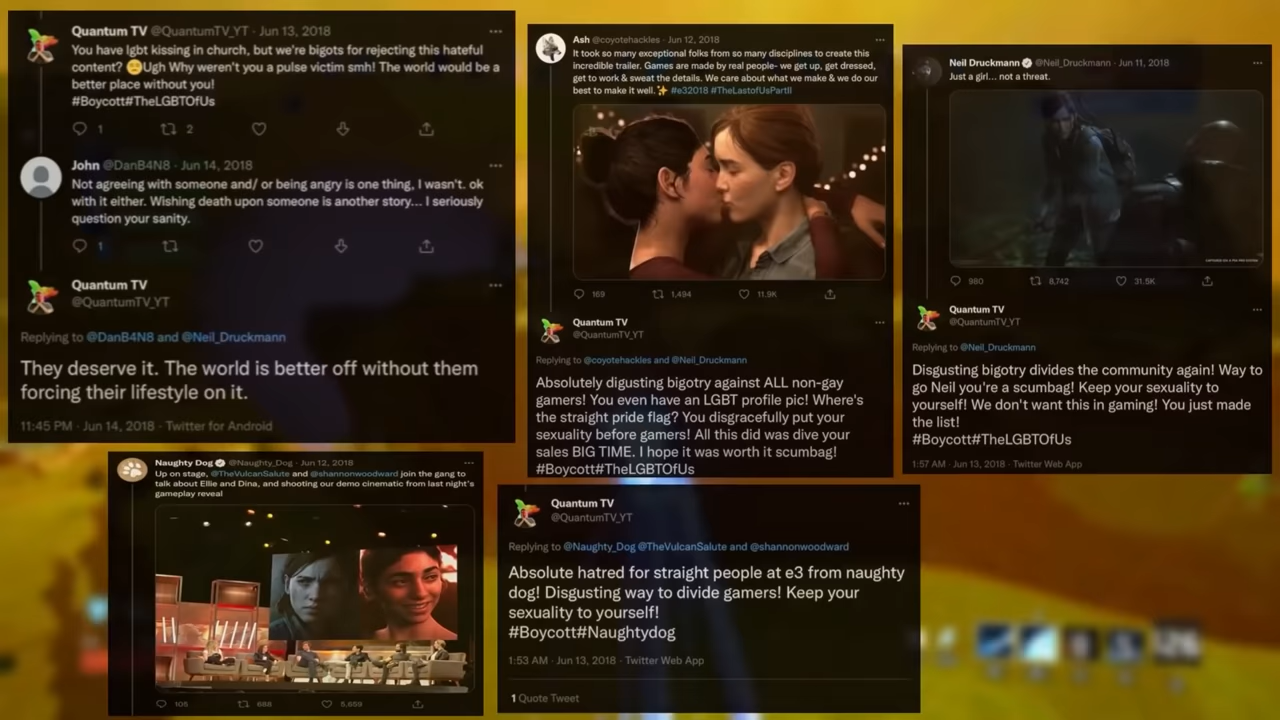 Quantum TV @QuantumTV_YT · Jun 13, 2018
You have lgbt kissing in church, but we're bigots for rejecting this hateful
content? 😕Ugh Why weren't you a pulse victim smh! The world would be a
better place without you!
#Boycott#TheLGBTOfUs
1 2
John @DanB4N8 · Jun 14, 2018
Not agreeing with someone and/ or being angry is one thing, I wasn't. ok
with it either. Wishing death upon someone is another story... I seriously
question your sanity.
1
Quantum TV
@QuantumTV_YT
Replying to @DanB4N8 and @Neil_Druckmann
They deserve it. The world is better off without them
forcing their lifestyle on it.
11:45 PM · Jun 14, 2018 · Twitter for Android
Ash @coyotehackles · Jun 12, 2018
It took so many exceptional folks from so many disciplines to create this
incredible trailer. Games are made by real people- we get up, get dressed,
get to work & sweat the details. We care about what we make & we do our
best to make it well.✨ #e32018 #TheLastofUsPartII
169 1,494 11.9K
Quantum TV
@QuantumTV_YT
Replying to @coyotehackles and @Neil_Druckmann
Absolutely digusting bigotry against ALL non-gay
gamers! You even have an LGBT profile pic! Where's
the straight pride flag? You disgracefully put your
sexuality before gamers! All this did was dive your
sales BIG TIME. I hope it was worth it scumbag!
#Boycott#TheLGBTOfUs
Neil Druckmann @Neil_Druckmann · Jun 11, 2018
Just a girl... not a threat.
980 8,742 31.5K
Quantum TV
@QuantumTV_YT
Replying to @Neil_Druckmann
Disgusting bigotry divides the community again! Way to
go Neil you're a scumbag! Keep your sexuality to
yourself! We don't want this in gaming! You just made
the list!
#Boycott#TheLGBTOfUs
1:57 AM · Jun 13, 2018 · Twitter Web App
Naughty Dog @Naughty_Dog · Jun 12, 2018
Up on stage, @TheVulcanSalute and @shannonwoodward join the gang to
talk about Ellie and Dina, and shooting our demo cinematic from last night's
gameplay reveal
105 688 5,659
Quantum TV
@QuantumTV_YT
Replying to @Naughty_Dog @TheVulcanSalute and @shannonwoodward
Absolute hatred for straight people at e3 from naughty
dog! Disgusting way to divide gamers! Keep your
sexuality to yourself!
#Boycott#Naughtydog
1:53 AM · Jun 13, 2018 · Twitter Web App
1 Quote Tweet